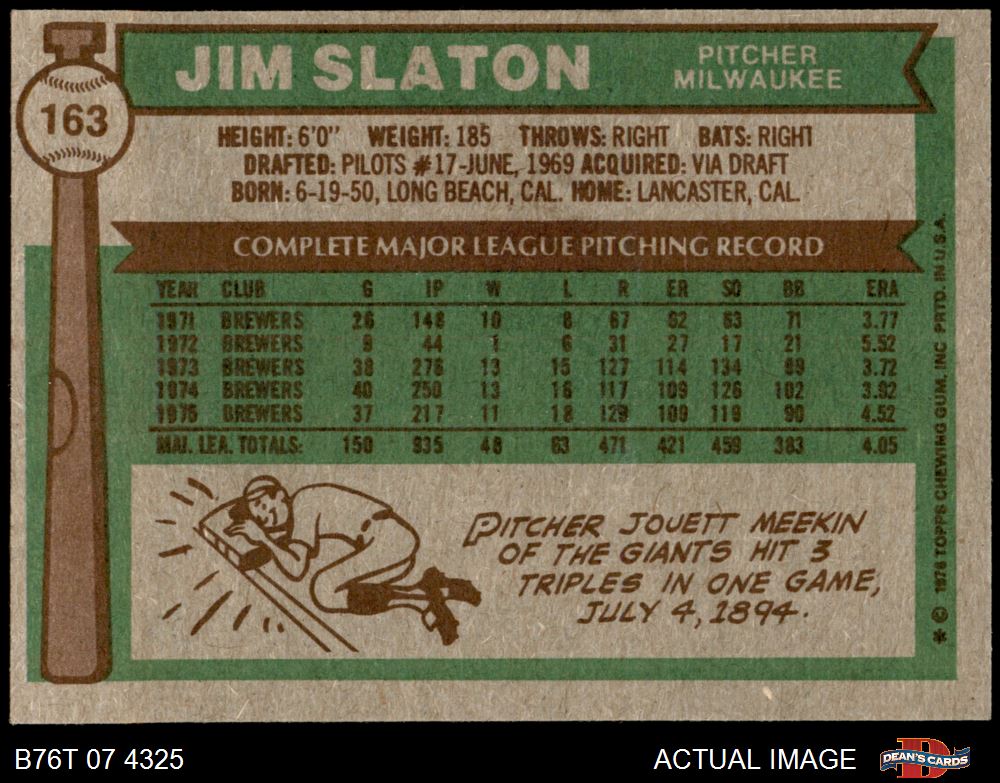 JIM SLATON
PITCHER
MILWAUKEE
163
HEIGHT: 6'0" WEIGHT: 185 THROWS: RIGHT BATS: RIGHT
DRAFTED: PILOTS #17-JUNE, 1969 ACQUIRED: VIA DRAFT
BORN: 6-19-50, LONG BEACH, CAL. HOME: LANCASTER, CAL.
COMPLETE MAJOR LEAGUE PITCHING RECORD
YEAR CLUB G IP W L R ER SO BB ERA
1971 BREWERS 26 148 10 8 67 62 63 71 3.77
1972 BREWERS 9 44 1 6 31 27 17 21 5.52
1973 BREWERS 38 276 13 15 127 114 134 99 3.72
1974 BREWERS 40 250 13 16 117 109 126 102 3.92
1975 BREWERS 37 217 11 18 129 109 119 90 4.52
MAJ. LEA. TOTALS: 150 935 48 63 471 421 459 383 4.05
PITCHER JOUETT MEEKIN
OF THE GIANTS HIT 3
TRIPLES IN ONE GAME,
JULY 4, 1894.
* © 1976 TOPPS CHEWING GUM, INC PRTD. IN U.S.A.
B76T 07 4325
ACTUAL IMAGE
DEAN'S CARDS